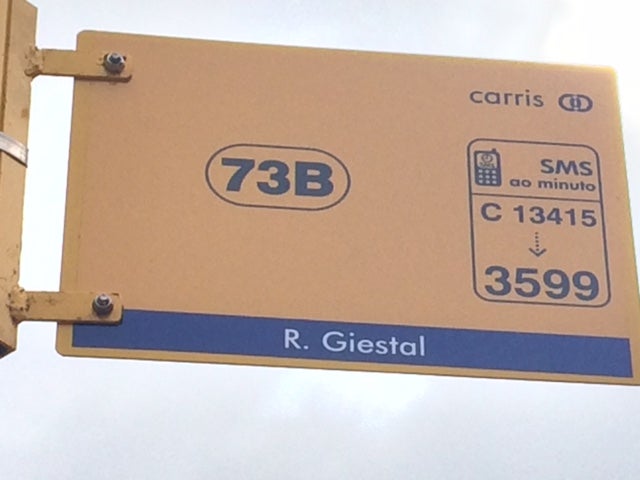 carris
73B
SMS
ao minuto
C 13415
3599
R. Giestal